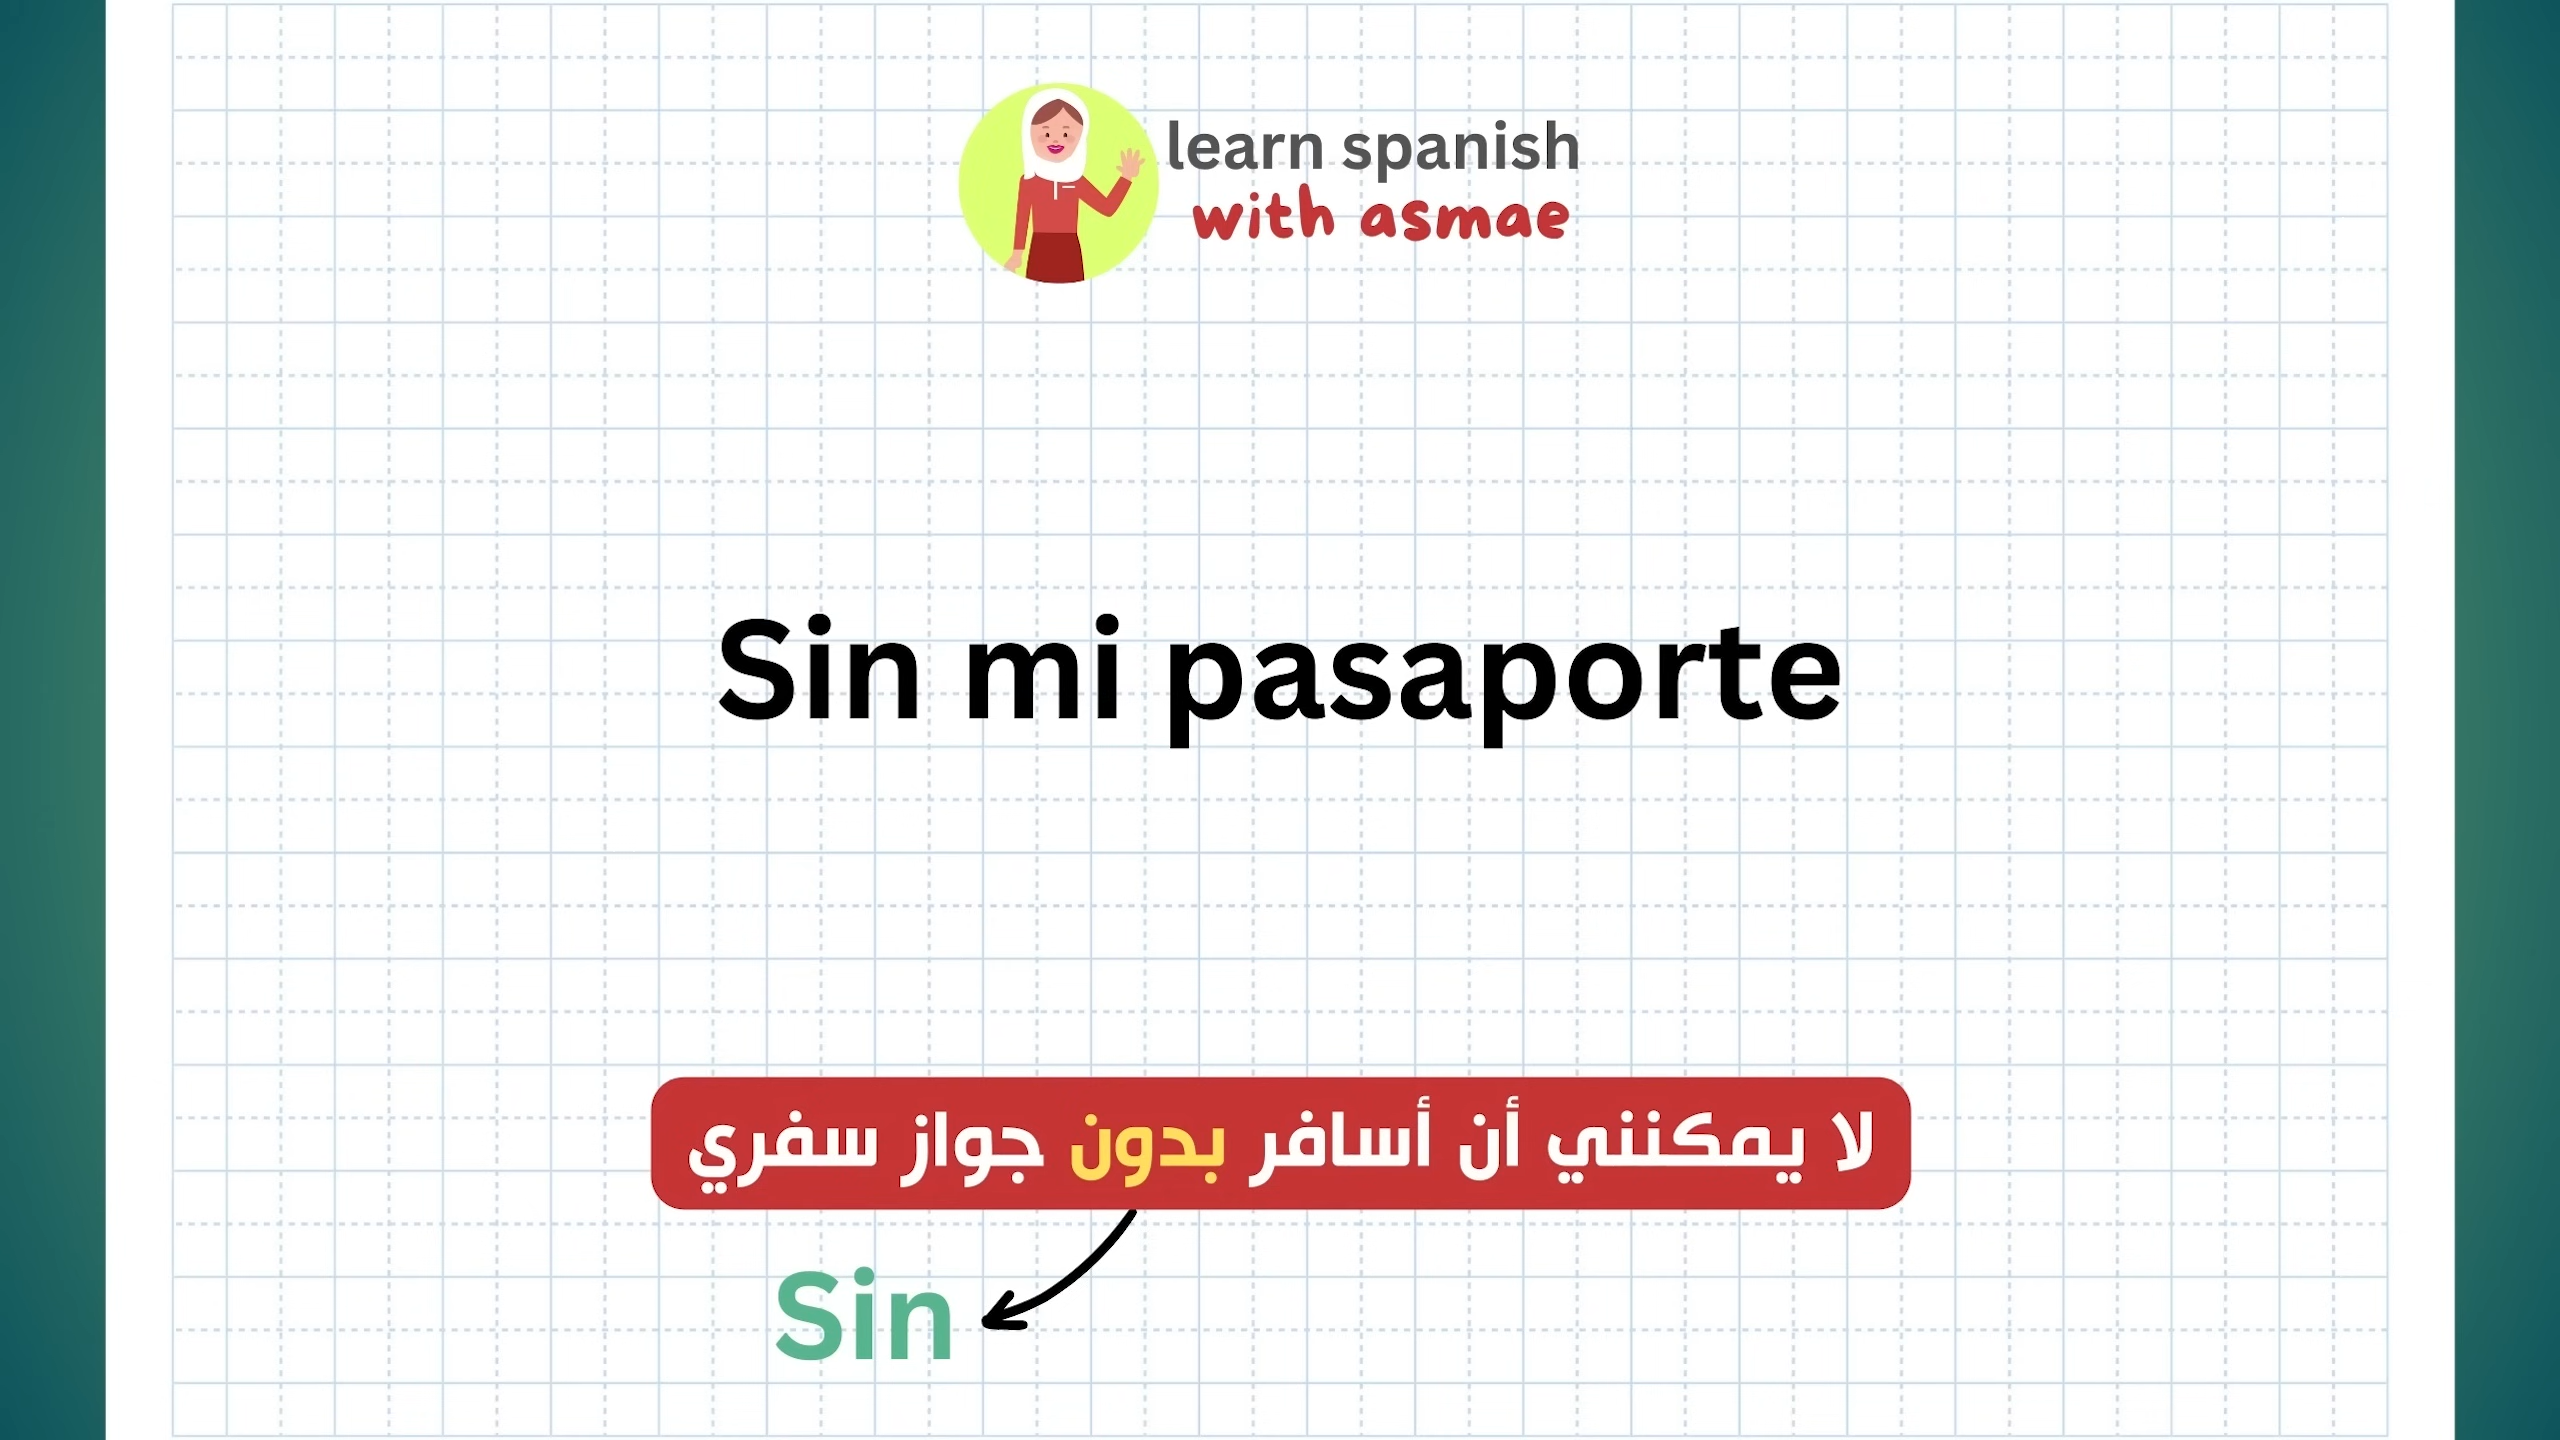 learn spanish
with asmae
Sin mi pasaporte
لا يمكنني أن أسافر بدون جواز سفري
Sin